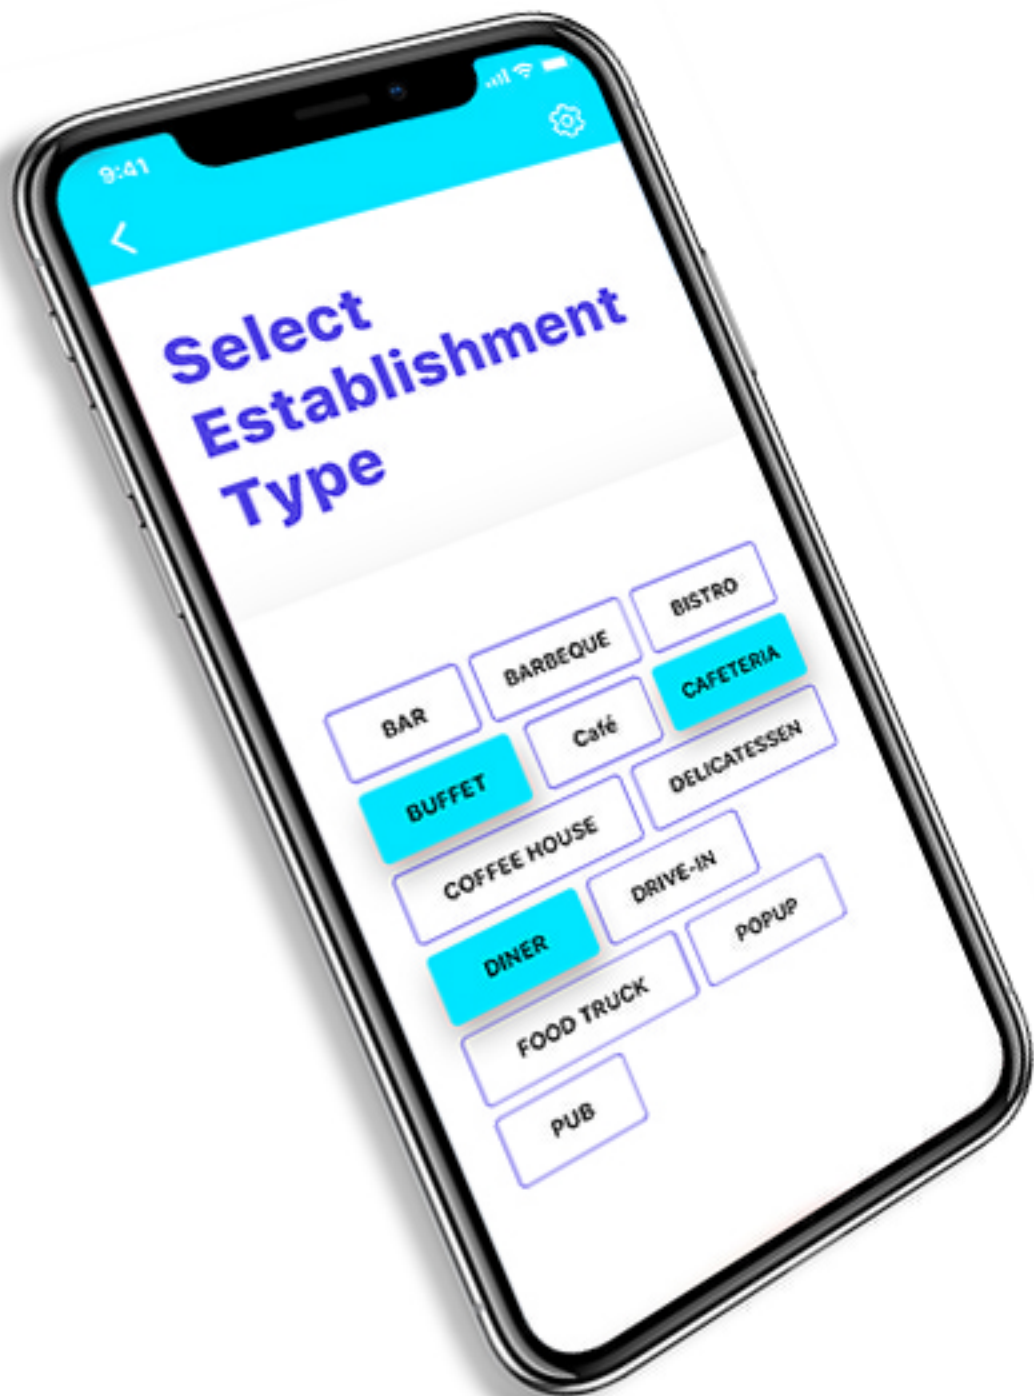 9:41
Select
Establishment
Type
BAR BARBEQUE BISTRO
BUFFET Café CAFETERIA
COFFEE HOUSE DELICATESSEN
DINER DRIVE-IN
FOOD TRUCK POPUP
PUB